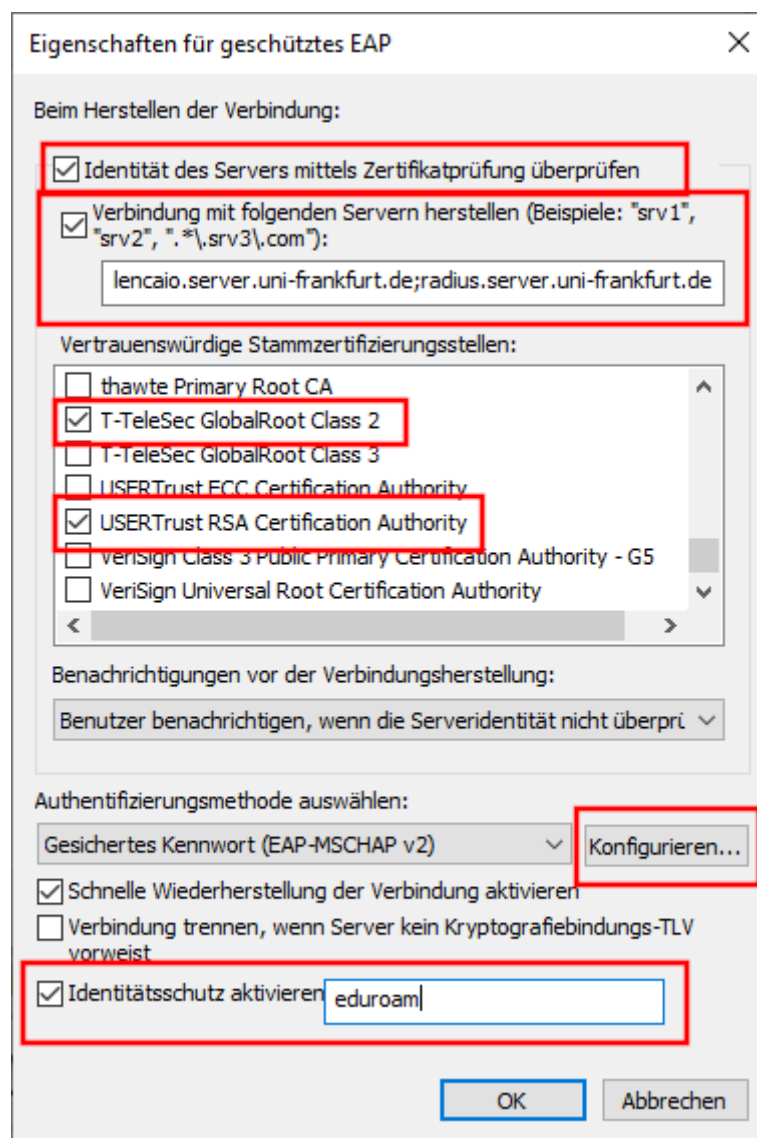 Eigenschaften für geschütztes EAP
Beim Herstellen der Verbindung:
Identität des Servers mittels Zertifikatprüfung überprüfen
Verbindung mit folgenden Servern herstellen (Beispiele: "srv1",
"srv2", ".*\.srv3\.com"):
lencaio.server.uni-frankfurt.de;radius.server.uni-frankfurt.de
Vertrauenswürdige Stammzertifizierungsstellen:
thawte Primary Root CA
T-TeleSec GlobalRoot Class 2
T-TeleSec GlobalRoot Class 3
USERTrust ECC Certification Authority
USERTrust RSA Certification Authority
VeriSign Class 3 Public Primary Certification Authority - G5
VeriSign Universal Root Certification Authority
Benachrichtigungen vor der Verbindungsherstellung:
Benutzer benachrichtigen, wenn die Serveridentität nicht überprü
Authentifizierungsmethode auswählen:
Gesichertes Kennwort (EAP-MSCHAP v2)
Konfigurieren...
Schnelle Wiederherstellung der Verbindung aktivieren
Verbindung trennen, wenn Server kein Kryptografiebindungs-TLV
vorweist
Identitätsschutz aktivieren
eduroam
OK
Abbrechen